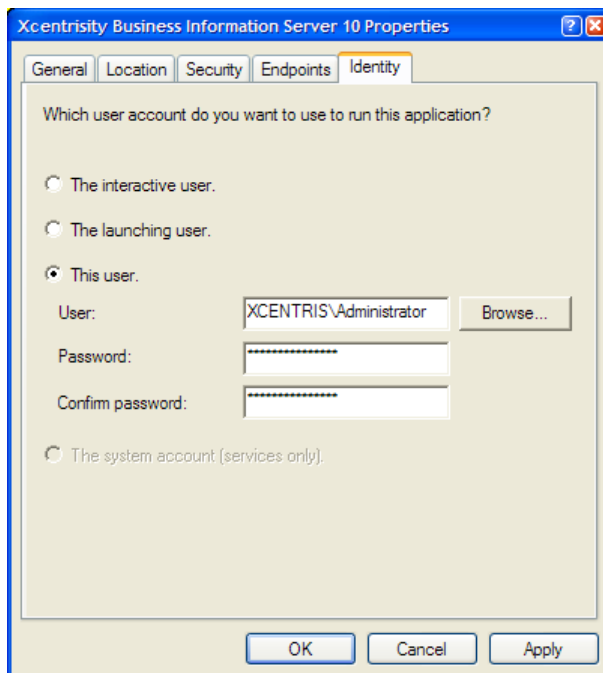 Xcentrisity Business Information Server 10 Properties
General Location Security Endpoints Identity
Which user account do you want to use to run this application?
The interactive user.
The launching user.
This user.
User: XCENTRIS\Administrator Browse...
Password: ***************
Confirm password: ***************
The system account (services only).
OK Cancel Apply